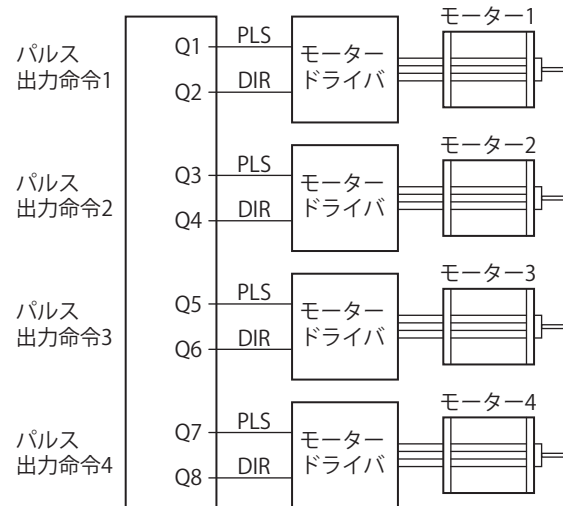 モーター1
パルス
出力命令1
Q1
PLS
Q2
DIR
モーター
ドライバ
モーター2
パルス
出力命令2
Q3
PLS
Q4
DIR
モーター
ドライバ
モーター3
パルス
出力命令3
Q5
PLS
Q6
DIR
モーター
ドライバ
モーター4
パルス
出力命令4
Q7
PLS
Q8
DIR
モーター
ドライバ